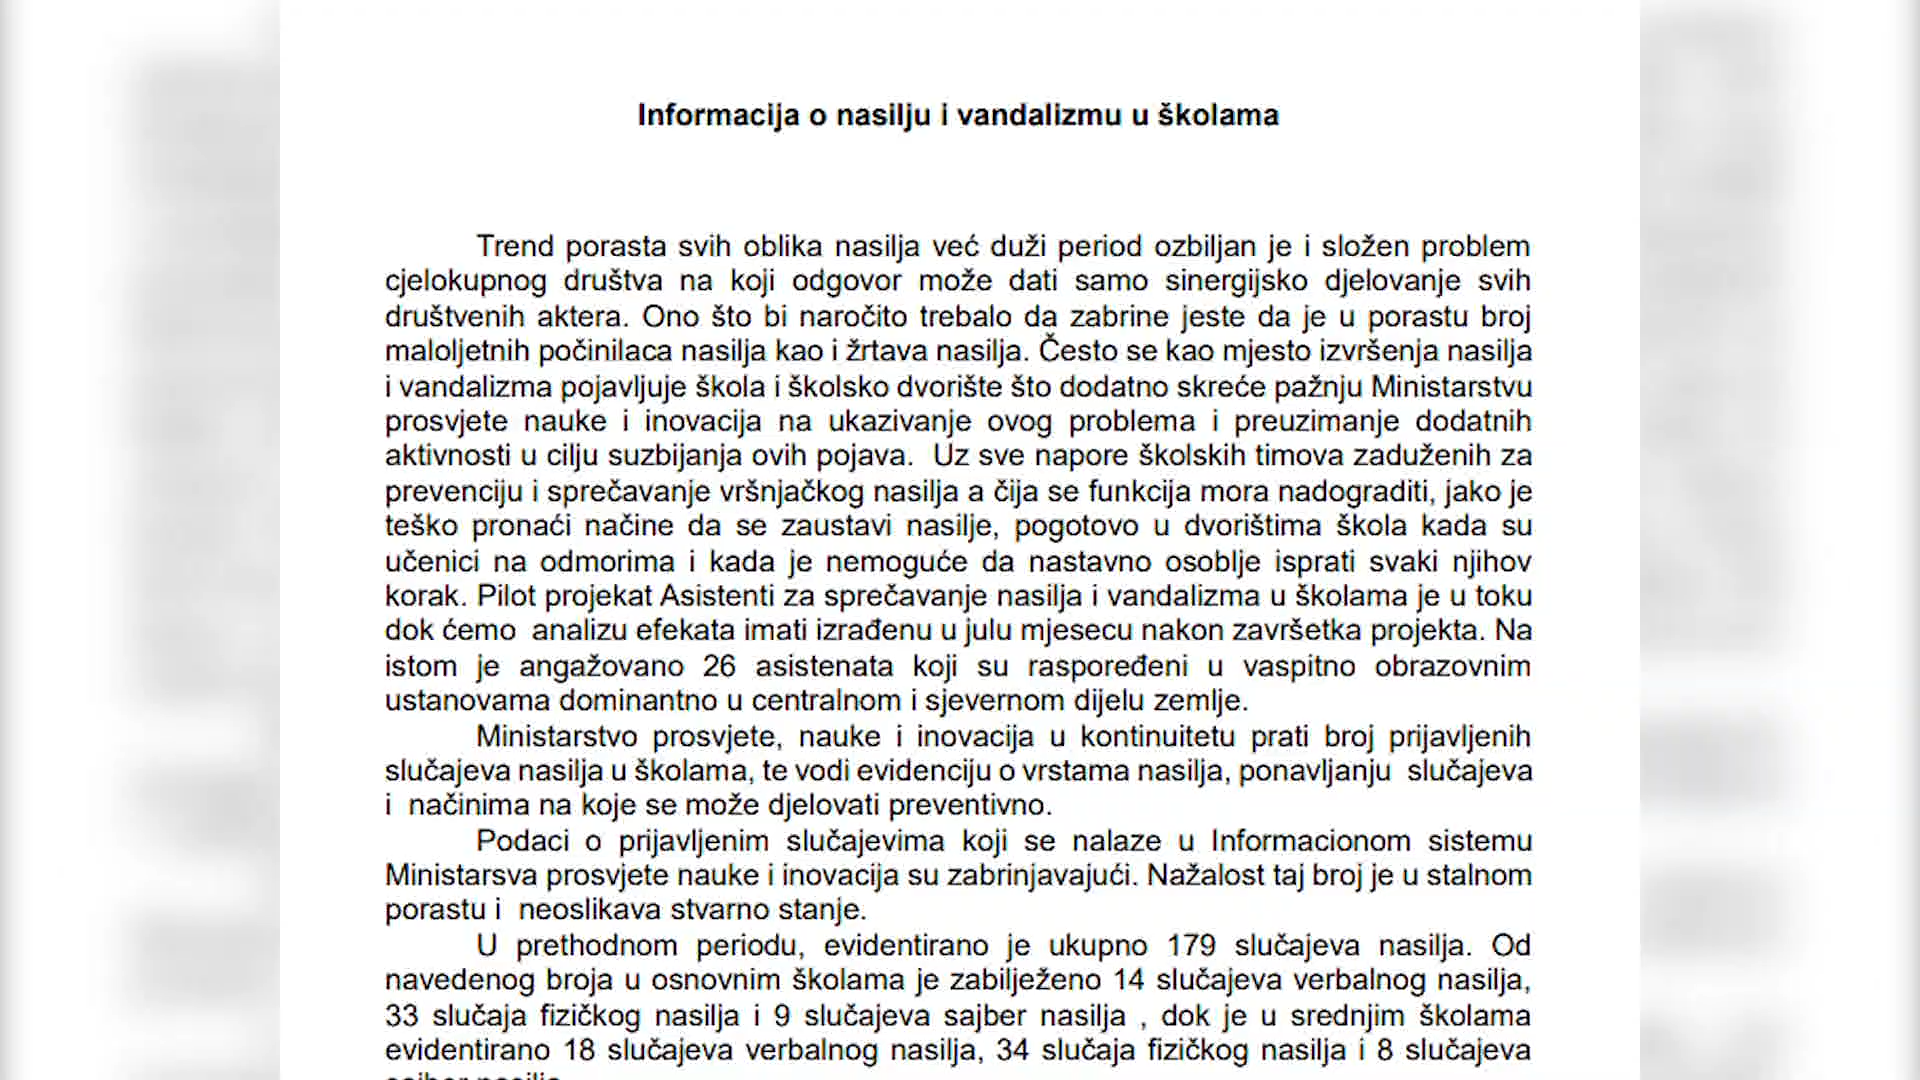 Informacija o nasilju i vandalizmu u školama
Trend porasta svih oblika nasilja već duži period ozbiljan je i složen problem
cjelokupnog društva na koji odgovor može dati samo sinergijsko djelovanje svih
društvenih aktera. Ono što bi naročito trebalo da zabrine jeste da je u porastu broj
maloljetnih počinilaca nasilja kao i žrtava nasilja. Često se kao mjesto izvršenja nasilja
i vandalizma pojavljuje škola i školsko dvorište što dodatno skreće pažnju Ministarstvu
prosvjete nauke i inovacija na ukazivanje ovog problema i preuzimanje dodatnih
aktivnosti u cilju suzbijanja ovih pojava.  Uz sve napore školskih timova zaduženih za
prevenciju i sprečavanje vršnjačkog nasilja a čija se funkcija mora nadograditi, jako je
teško pronaći načine da se zaustavi nasilje, pogotovo u dvorištima škola kada su
učenici na odmorima i kada je nemoguće da nastavno osoblje isprati svaki njihov
korak. Pilot projekat Asistenti za sprečavanje nasilja i vandalizma u školama je u toku
dok ćemo  analizu efekata imati izrađenu u julu mjesecu nakon završetka projekta. Na
istom je angažovano 26 asistenata koji su raspoređeni u vaspitno obrazovnim
ustanovama dominantno u centralnom i sjevernom dijelu zemlje.
Ministarstvo prosvjete, nauke i inovacija u kontinuitetu prati broj prijavljenih
slučajeva nasilja u školama, te vodi evidenciju o vrstama nasilja, ponavljanju  slučajeva
i  načinima na koje se može djelovati preventivno.
Podaci o prijavljenim slučajevima koji se nalaze u Informacionom sistemu
Ministarsva prosvjete nauke i inovacija su zabrinjavajući. Nažalost taj broj je u stalnom
porastu i  neoslikava stvarno stanje.
U prethodnom periodu, evidentirano je ukupno 179 slučajeva nasilja. Od
navedenog broja u osnovnim školama je zabilježeno 14 slučajeva verbalnog nasilja,
33 slučaja fizičkog nasilja i 9 slučajeva sajber nasilja , dok je u srednjim školama
evidentirano 18 slučajeva verbalnog nasilja, 34 slučaja fizičkog nasilja i 8 slučajeva